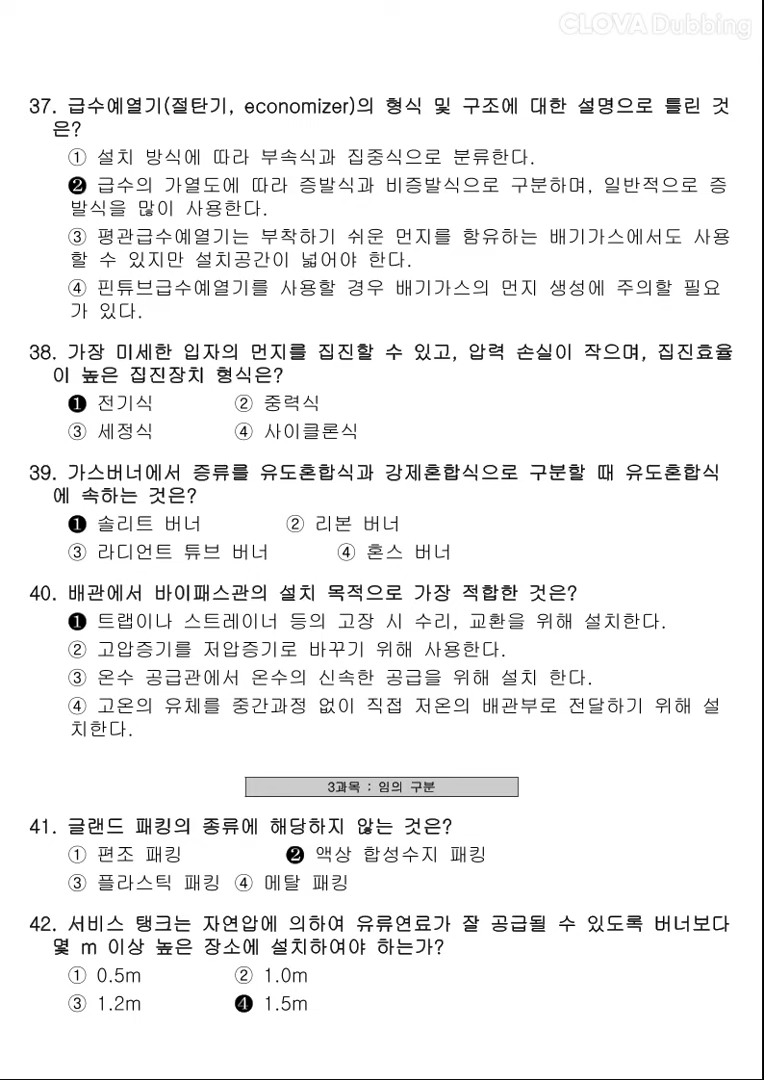 CLOVA Dubbing
37. 급수예열기(절탄기, economizer)의 형식 및 구조에 대한 설명으로 틀린 것
은?
① 설치 방식에 따라 부속식과 집중식으로 분류한다.
❷ 급수의 가열도에 따라 증발식과 비증발식으로 구분하며, 일반적으로 증
발식을 많이 사용한다.
③ 평관급수예열기는 부착하기 쉬운 먼지를 함유하는 배기가스에서도 사용
할 수 있지만 설치공간이 넓어야 한다.
④ 핀튜브급수예열기를 사용할 경우 배기가스의 먼지 생성에 주의할 필요
가 있다.
38. 가장 미세한 입자의 먼지를 집진할 수 있고, 압력 손실이 작으며, 집진효율
이 높은 집진장치 형식은?
❶ 전기식 ② 중력식
③ 세정식 ④ 사이클론식
39. 가스버너에서 종류를 유도혼합식과 강제혼합식으로 구분할 때 유도혼합식
에 속하는 것은?
❶ 슬리트 버너 ② 리본 버너
③ 라디언트 튜브 버너 ④ 혼스 버너
40. 배관에서 바이패스관의 설치 목적으로 가장 적합한 것은?
❶ 트랩이나 스트레이너 등의 고장 시 수리, 교환을 위해 설치한다.
② 고압증기를 저압증기로 바꾸기 위해 사용한다.
③ 온수 공급관에서 온수의 신속한 공급을 위해 설치 한다.
④ 고온의 유체를 중간과정 없이 직접 저온의 배관부로 전달하기 위해 설
치한다.
3과목 : 임의 구분
41. 글랜드 패킹의 종류에 해당하지 않는 것은?
① 편조 패킹 ❷ 액상 합성수지 패킹
③ 플라스틱 패킹 ④ 메탈 패킹
42. 서비스 탱크는 자연압에 의하여 유류연료가 잘 공급될 수 있도록 버너보다
몇 m 이상 높은 장소에 설치하여야 하는가?
① 0.5m ② 1.0m
③ 1.2m ❹ 1.5m